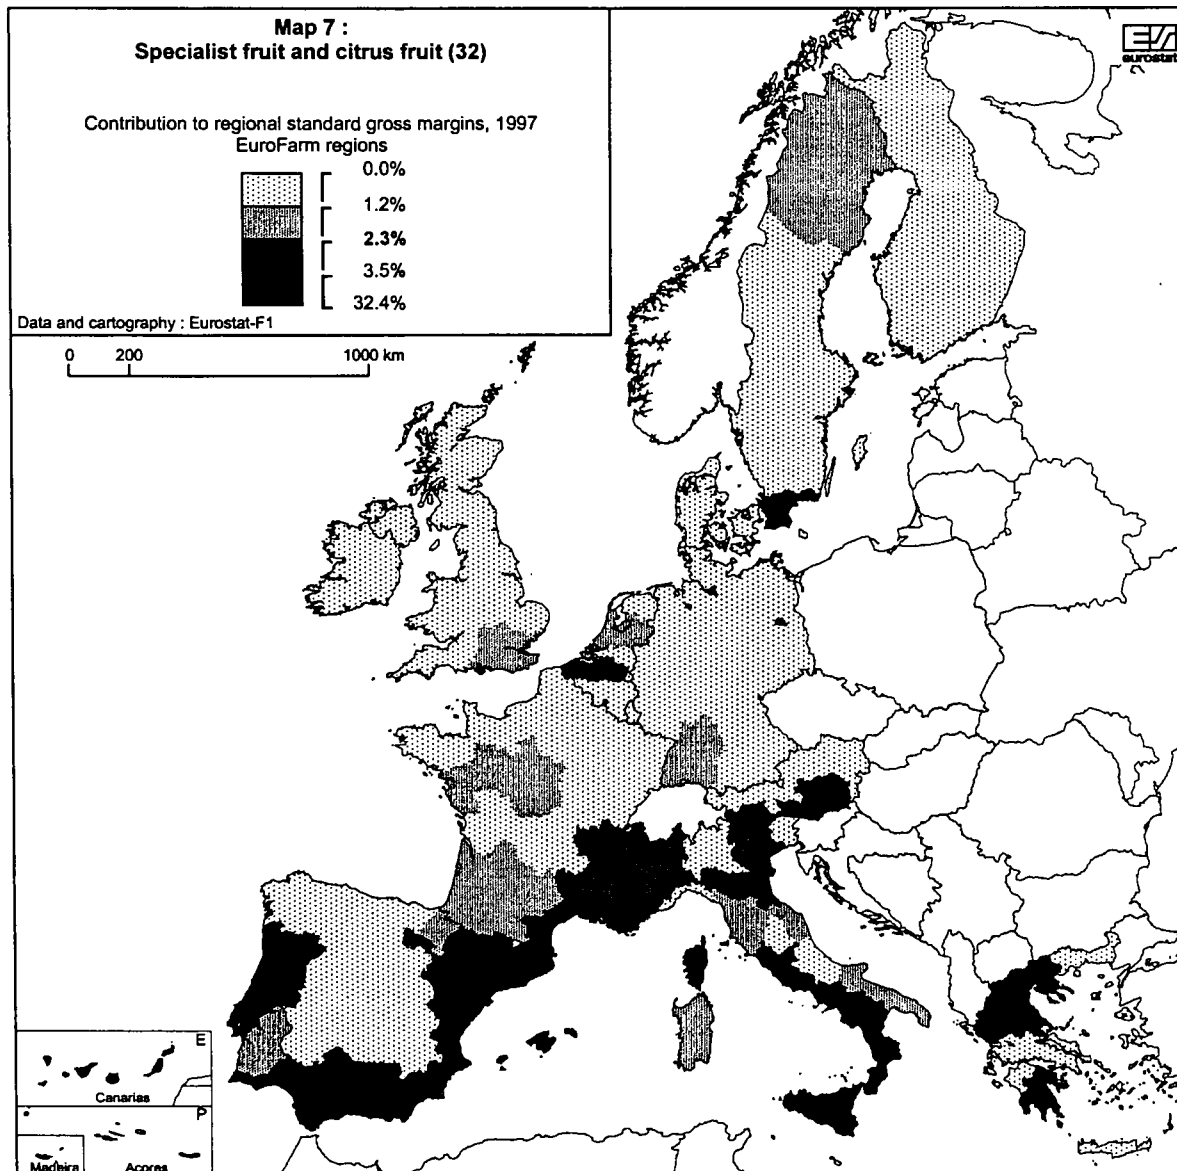 Map 7 :
Specialist fruit and citrus fruit (32)
Contribution to regional standard gross margins, 1997
EuroFarm regions
0.0%
1.2%
2.3%
3.5%
32.4%
Data and cartography : Eurostat-F1
0 200 1000 km
eurostat
E
Canarias
P
Madeira Açores